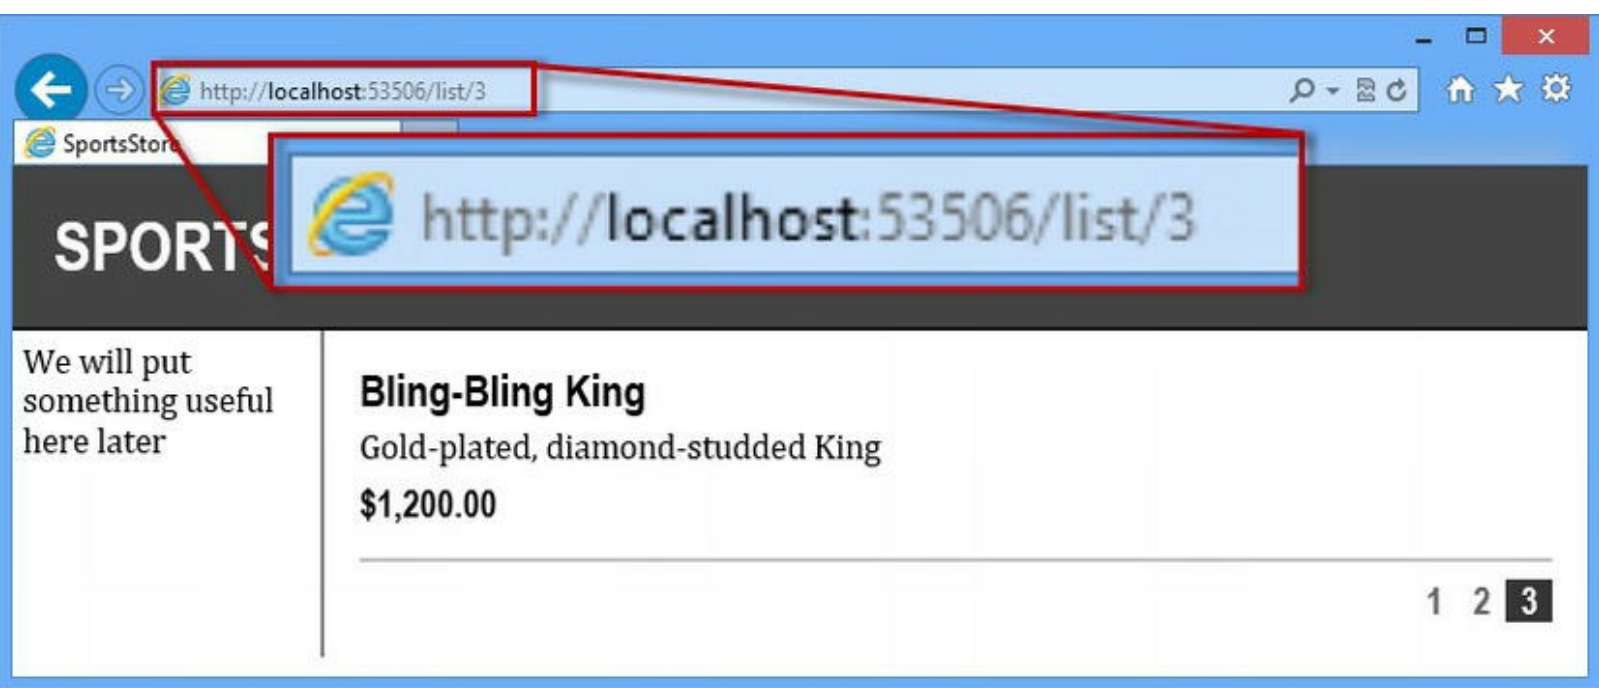 http://localhost:53506/list/3
SportsStore
http://localhost:53506/list/3
SPORTS
We will put
something useful
here later
Bling-Bling King
Gold-plated, diamond-studded King
$1,200.00
1 2 3